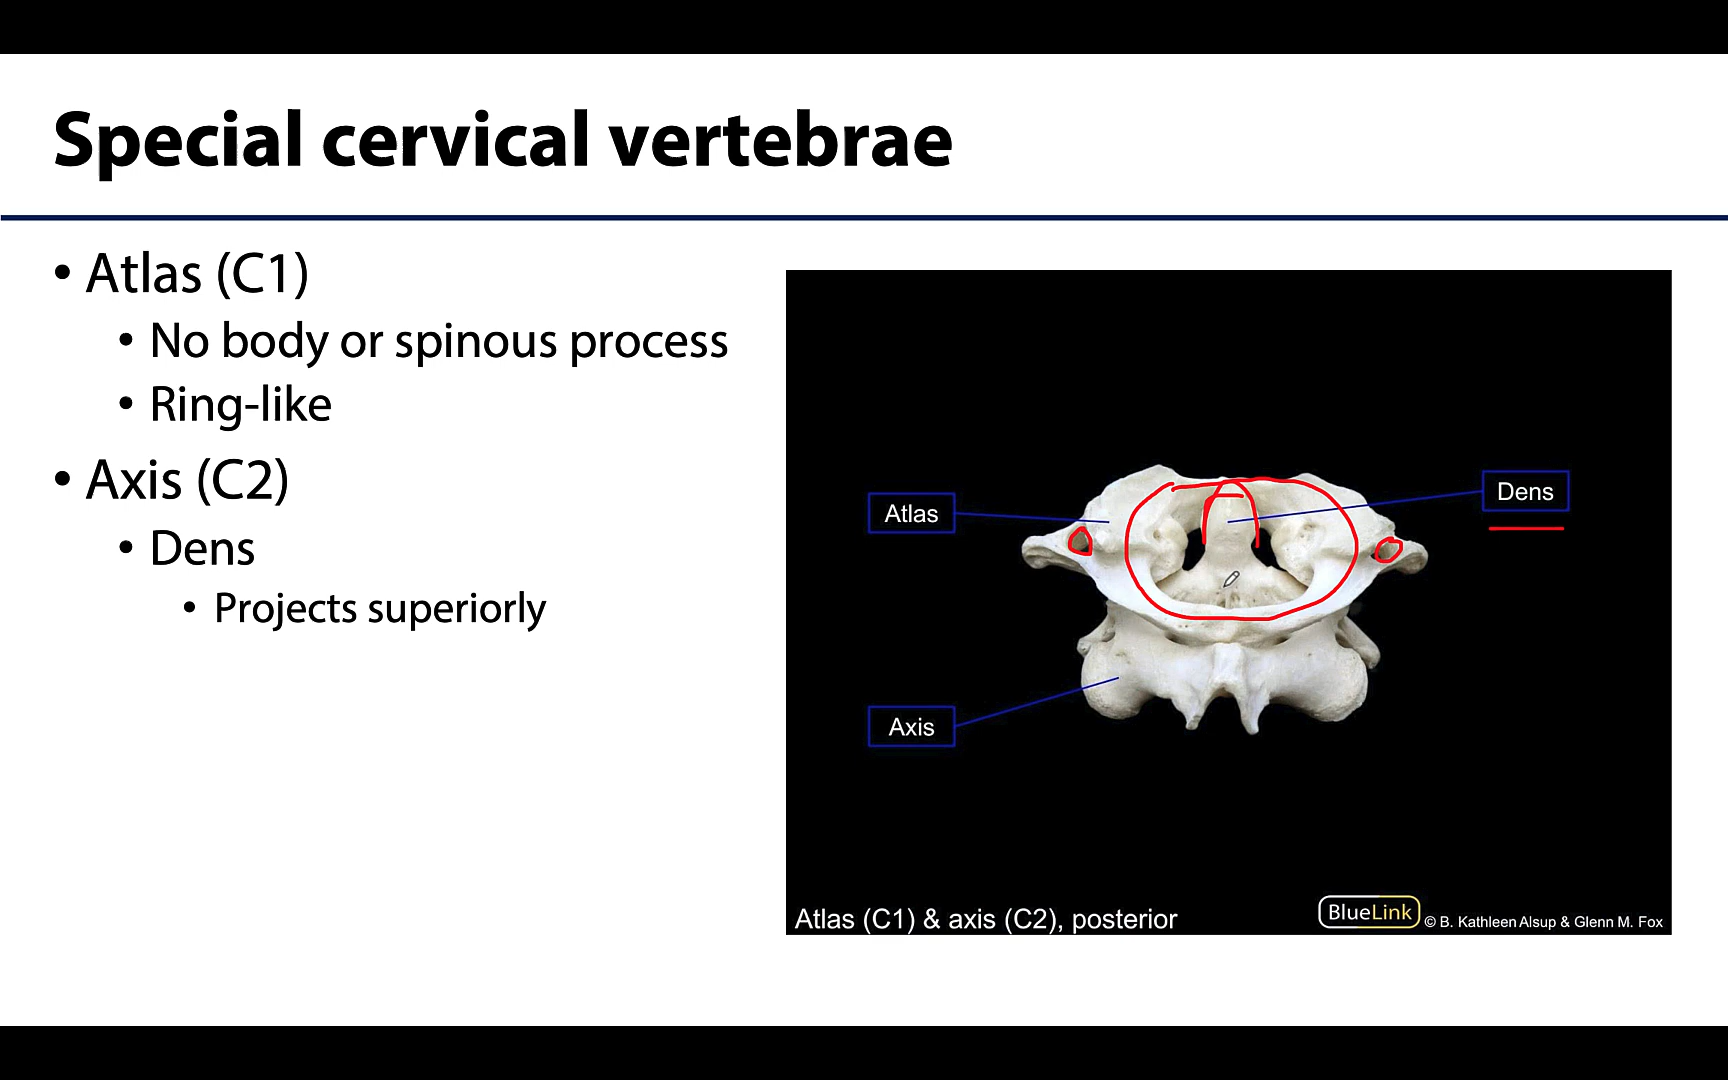 Special cervical vertebrae
• Atlas (C1)
• No body or spinous process
• Ring-like
• Axis (C2)
• Dens
• Projects superiorly
Atlas
Dens
Axis
Atlas (C1) & axis (C2), posterior
BlueLink © B. Kathleen Alsup & Glenn M. Fox